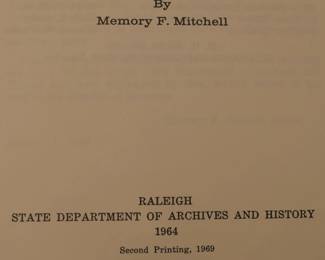 By
Memory F. Mitchell
RALEIGH
STATE DEPARTMENT OF ARCHIVES AND HISTORY
1964
Second Printing, 1969